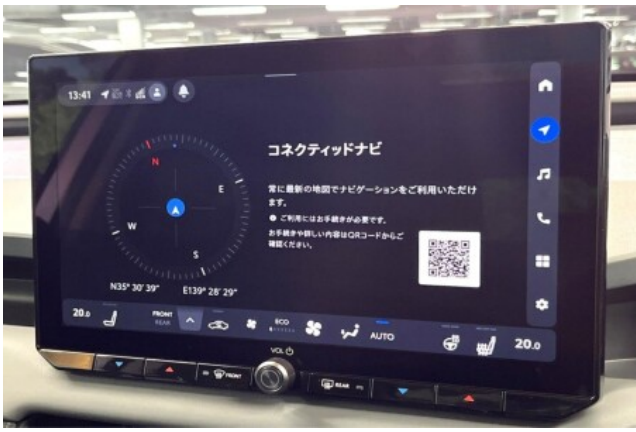 13:41
コネクティッドナビ
N
E
W
S
常に最新の地図でナビゲーションをご利用いただけ
ます。
ご利用にはお手続きが必要です。
お手続きや詳しい内容はQRコードからご
確認ください。
N35° 30' 39" E139° 28' 29"
20.0
FRONT
REAR
ECO
AUTO
20.0
VOL
FRONT
REAR